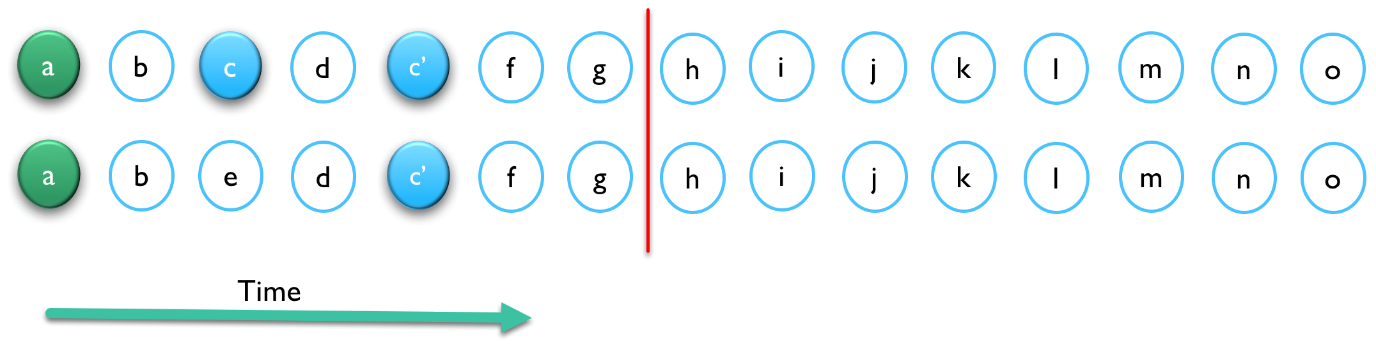 a b c d c’ f g h i j k l m n o
a b e d c’ f g h i j k l m n o
Time